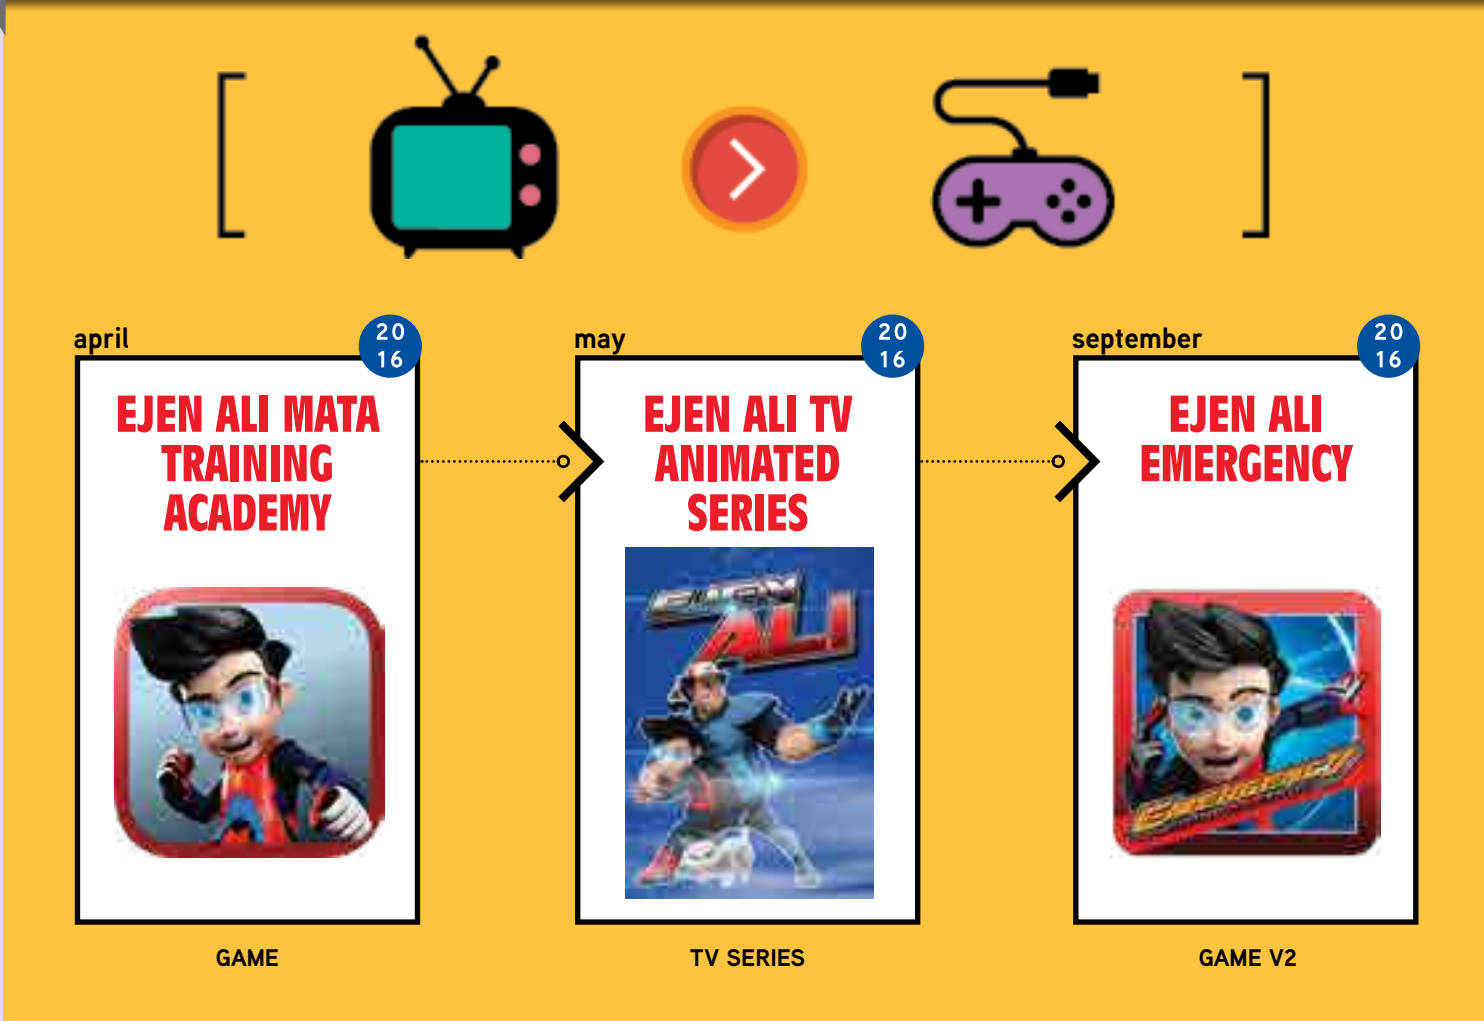 april
20
16
EJEN ALI MATA
TRAINING
ACADEMY
GAME
may
20
16
EJEN ALI TV
ANIMATED
SERIES
EJEN
ALI
TV SERIES
september
20
16
EJEN ALI
EMERGENCY
EMERGENCY
GAME V2